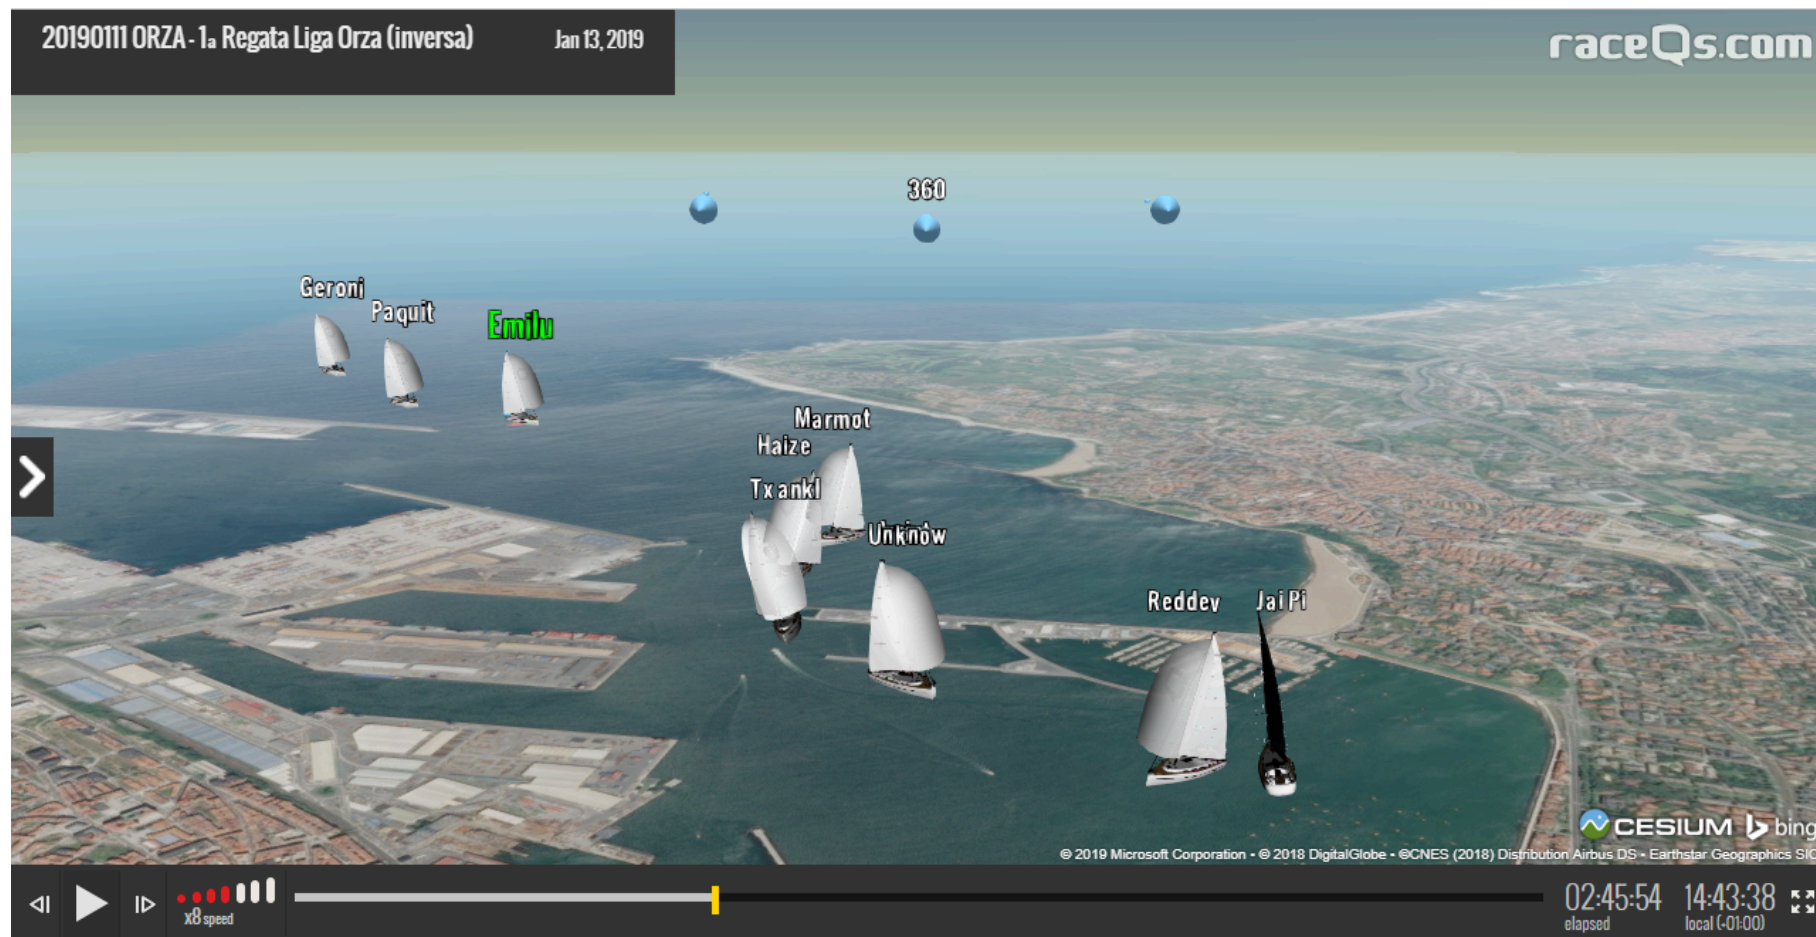 20190111 ORZA - 1a Regata Liga Orza (inversa) Jan 13, 2019
raceQs.com
360
Geroni
Paquit
Emilu
Marmot
Haize
Txankl
Unknow
Reddev
Jai Pi
CESIUM bing
© 2019 Microsoft Corporation • © 2018 DigitalGlobe • ©CNES (2018) Distribution Airbus DS • Earthstar Geographics SIO
x8 speed
02:45:54 14:43:38
elapsed local (+01:00)